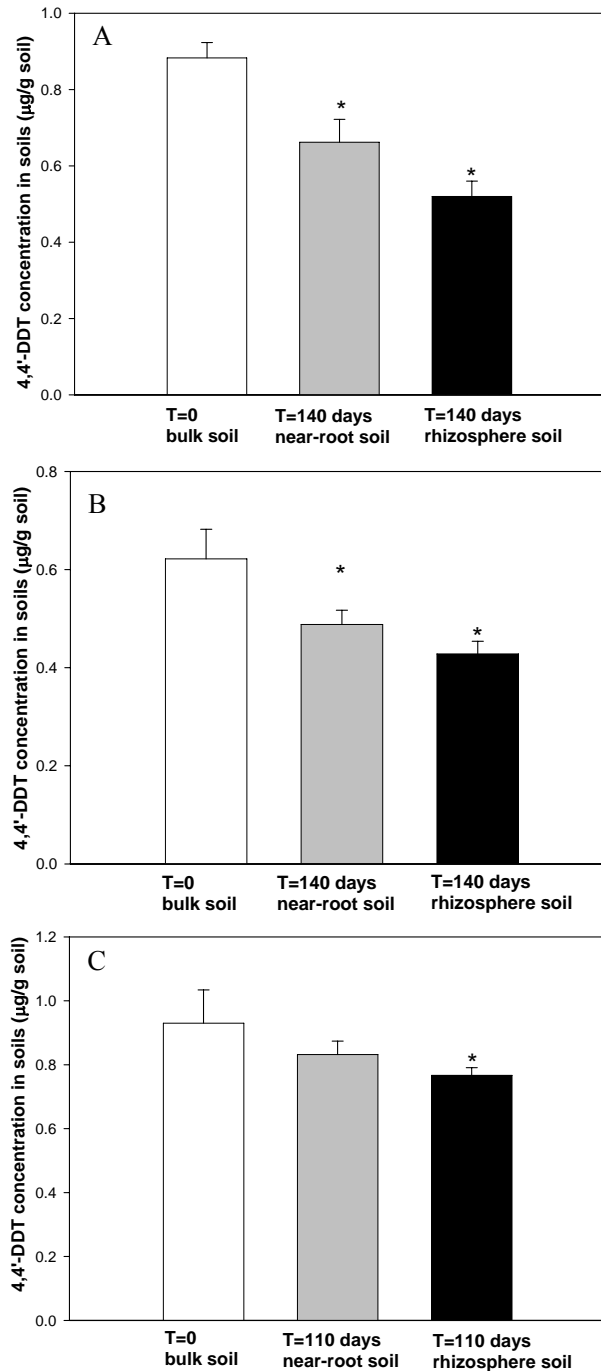 A
4,4'-DDT concentration in soils (µg/g soil)
1.0
0.8
0.6
0.4
0.2
0.0
*
*
T=0 T=140 days T=140 days
bulk soil near-root soil rhizosphere soil
B
4,4'-DDT concentration in soils (µg/g soil)
0.8
0.6
0.4
0.2
0.0
*
*
T=0 T=140 days T=140 days
bulk soil near-root soil rhizosphere soil
C
4,4'-DDT concentration in soils (µg/g soil)
1.2
1.0
0.8
0.6
0.4
0.2
0.0
*
T=0 T=110 days T=110 days
bulk soil near-root soil rhizosphere soil